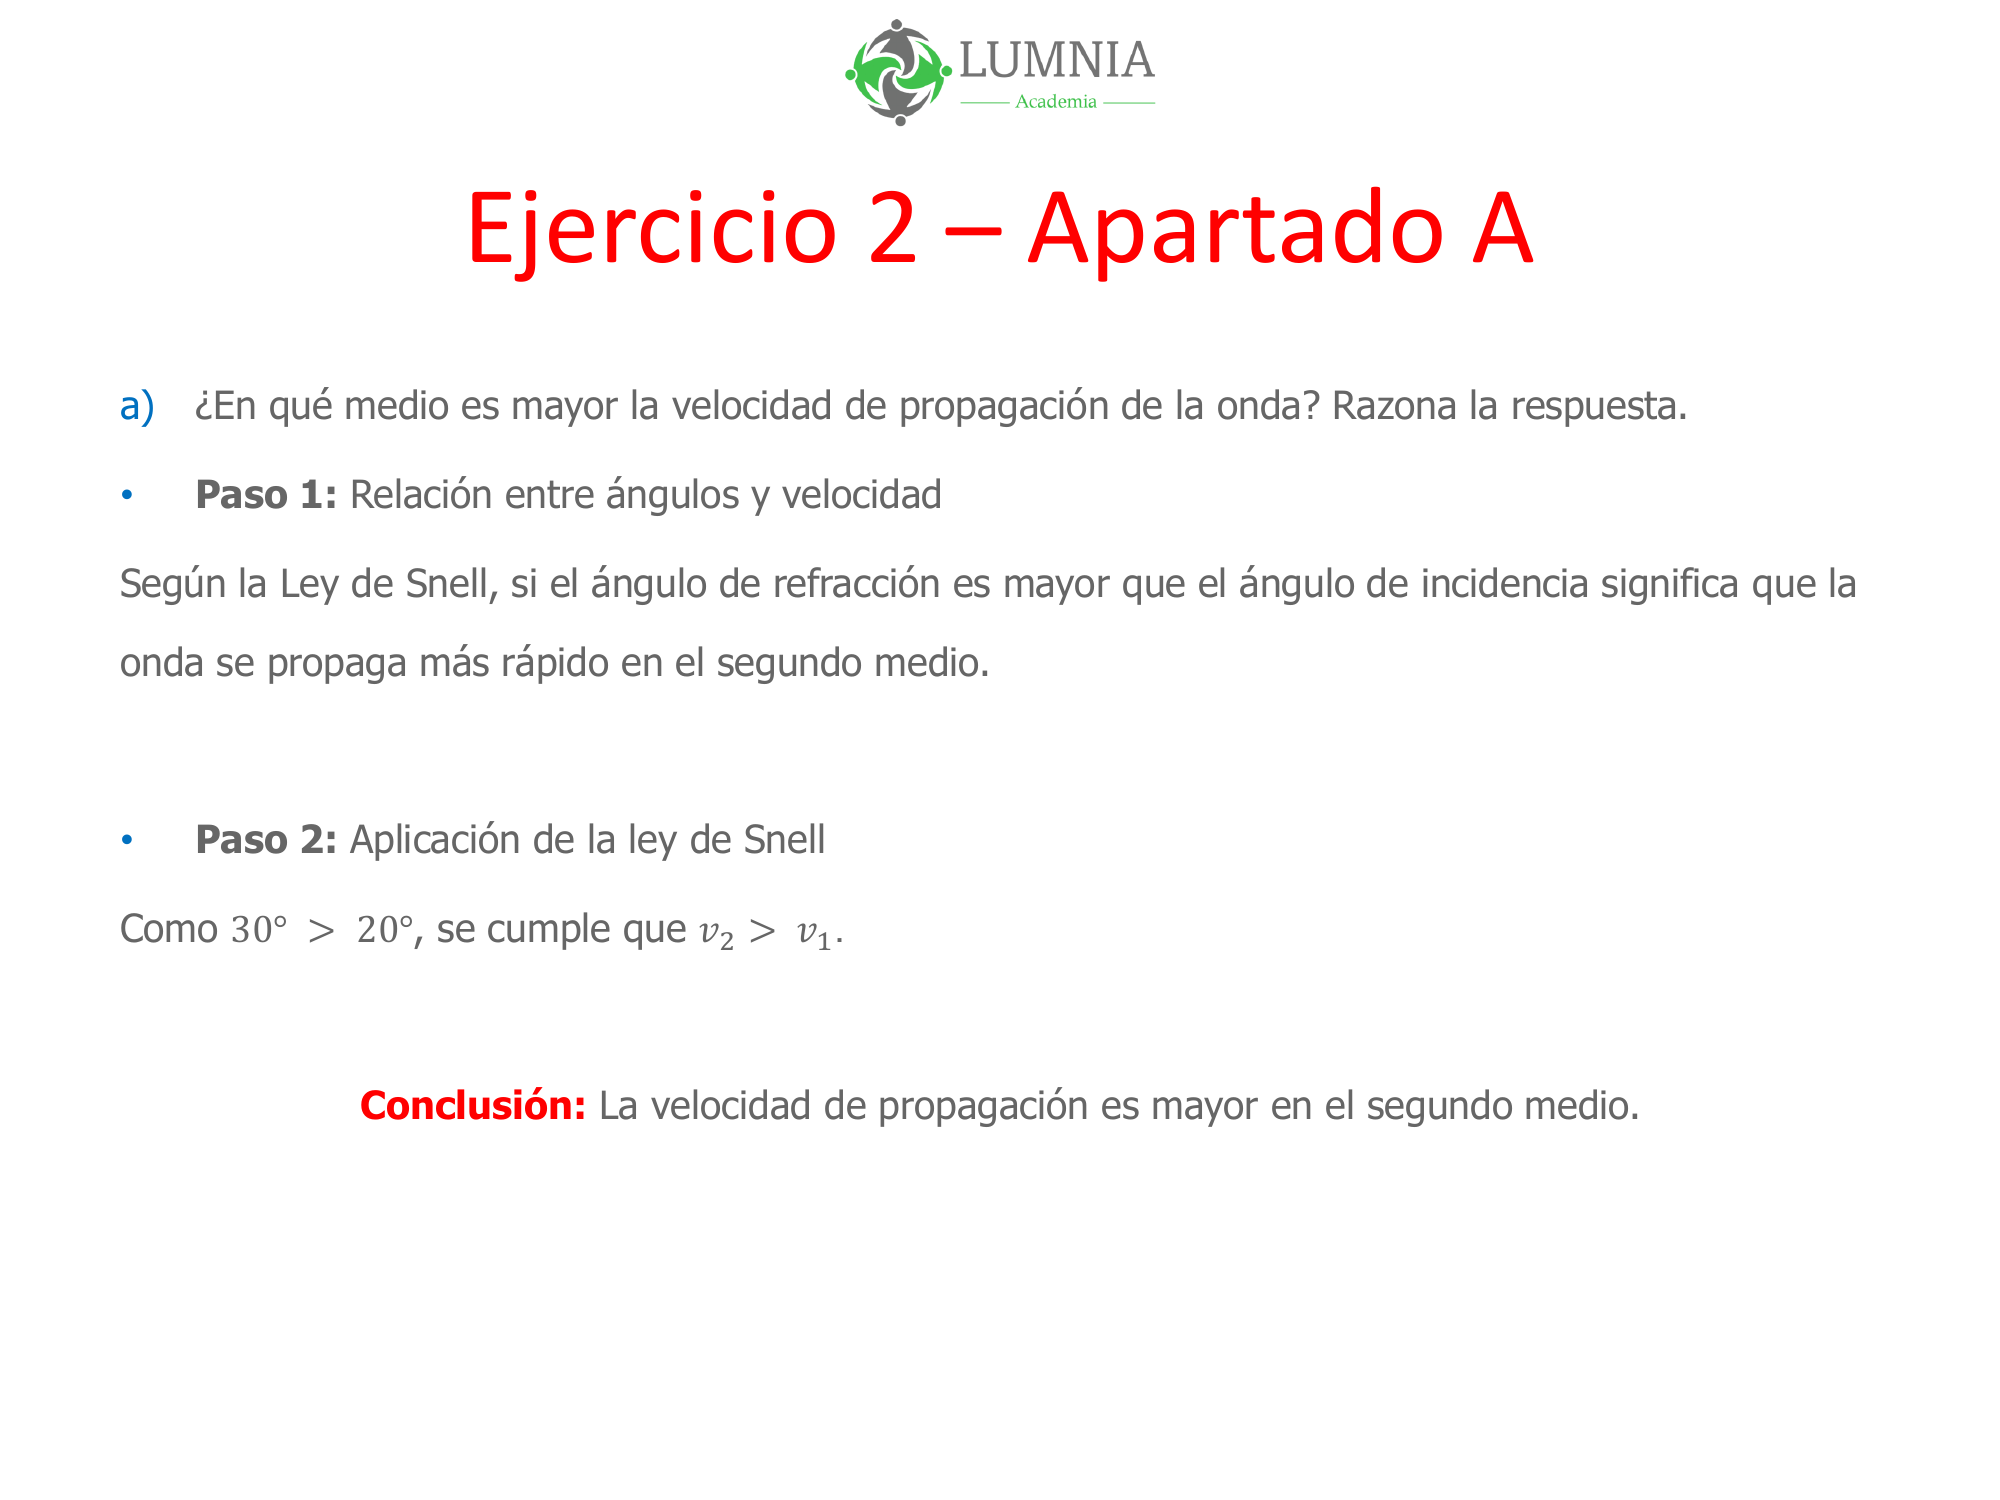 LUMNIA
Academia
Ejercicio 2 – Apartado A
a) ¿En qué medio es mayor la velocidad de propagación de la onda? Razona la respuesta.
• Paso 1: Relación entre ángulos y velocidad
Según la Ley de Snell, si el ángulo de refracción es mayor que el ángulo de incidencia significa que la
onda se propaga más rápido en el segundo medio.
• Paso 2: Aplicación de la ley de Snell
Como 30° > 20°, se cumple que 𝑣₂ > 𝑣₁.
Conclusión: La velocidad de propagación es mayor en el segundo medio.